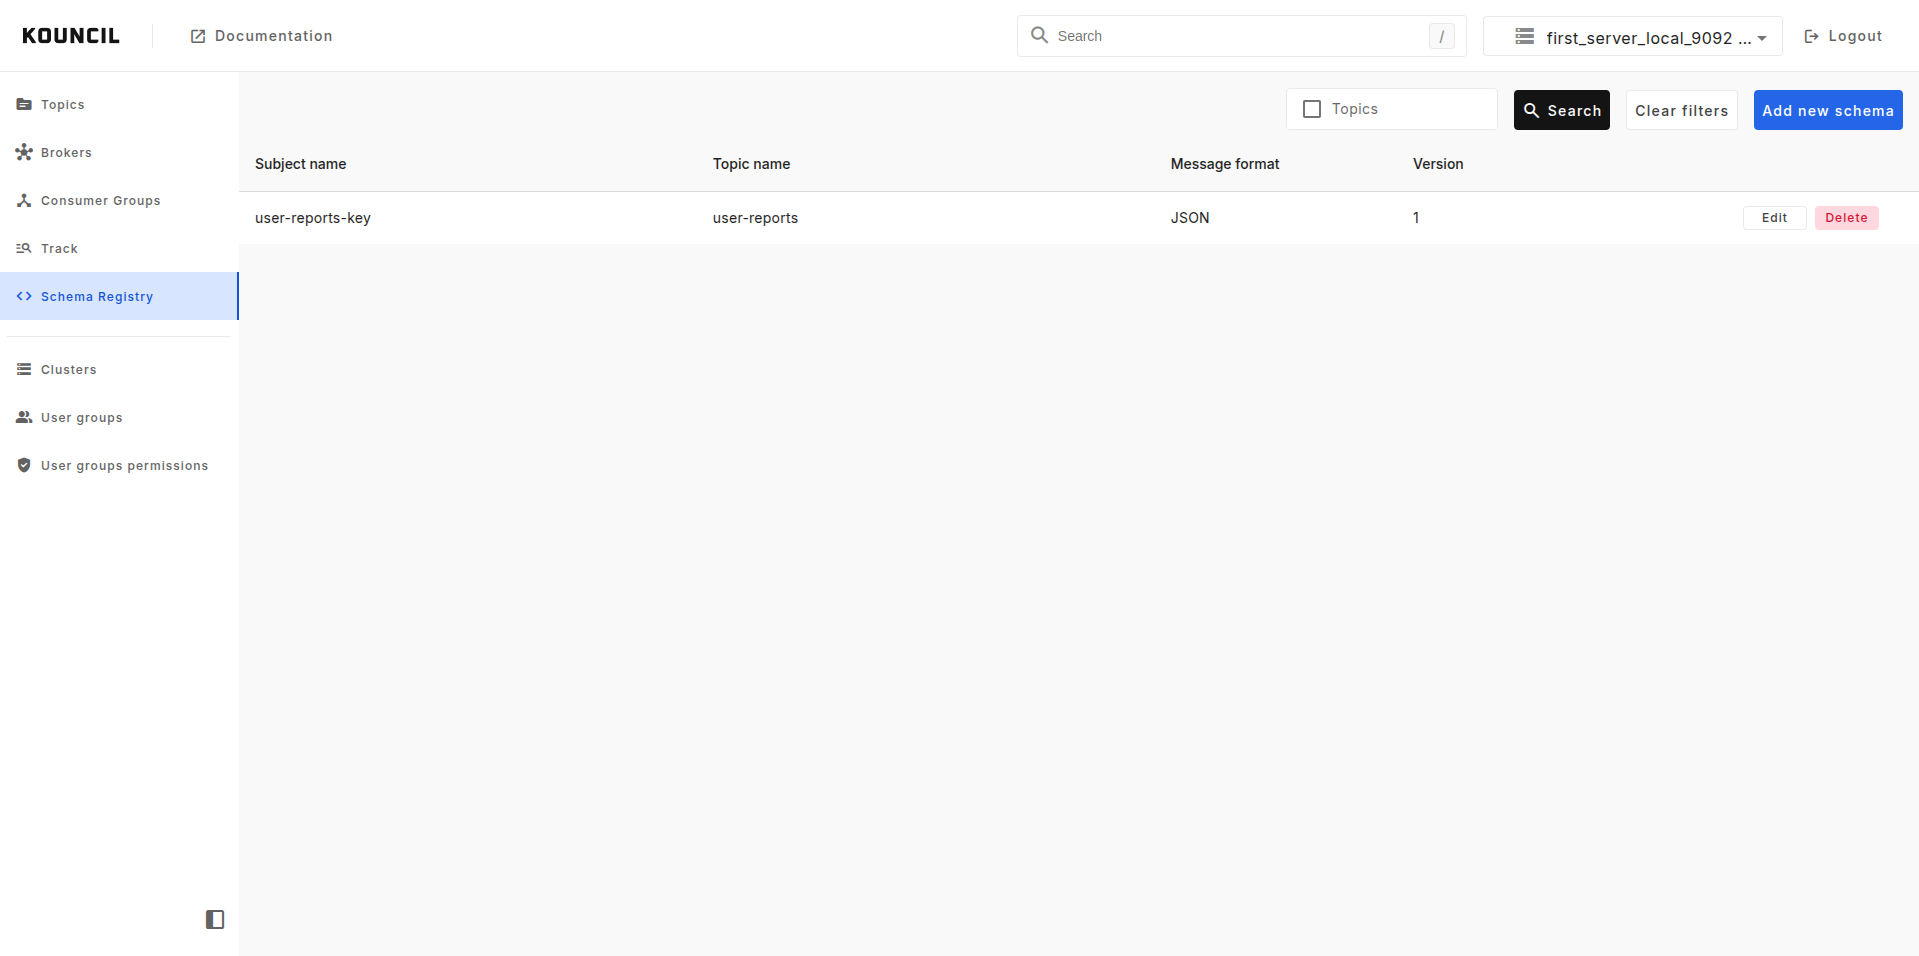 KOUNCIL
Documentation
Search
/
first_server_local_9092 ...
Logout
Topics
Brokers
Consumer Groups
Track
Schema Registry
Clusters
User groups
User groups permissions
Topics
Search
Clear filters
Add new schema
Subject name Topic name Message format Version
user-reports-key user-reports JSON 1 Edit Delete